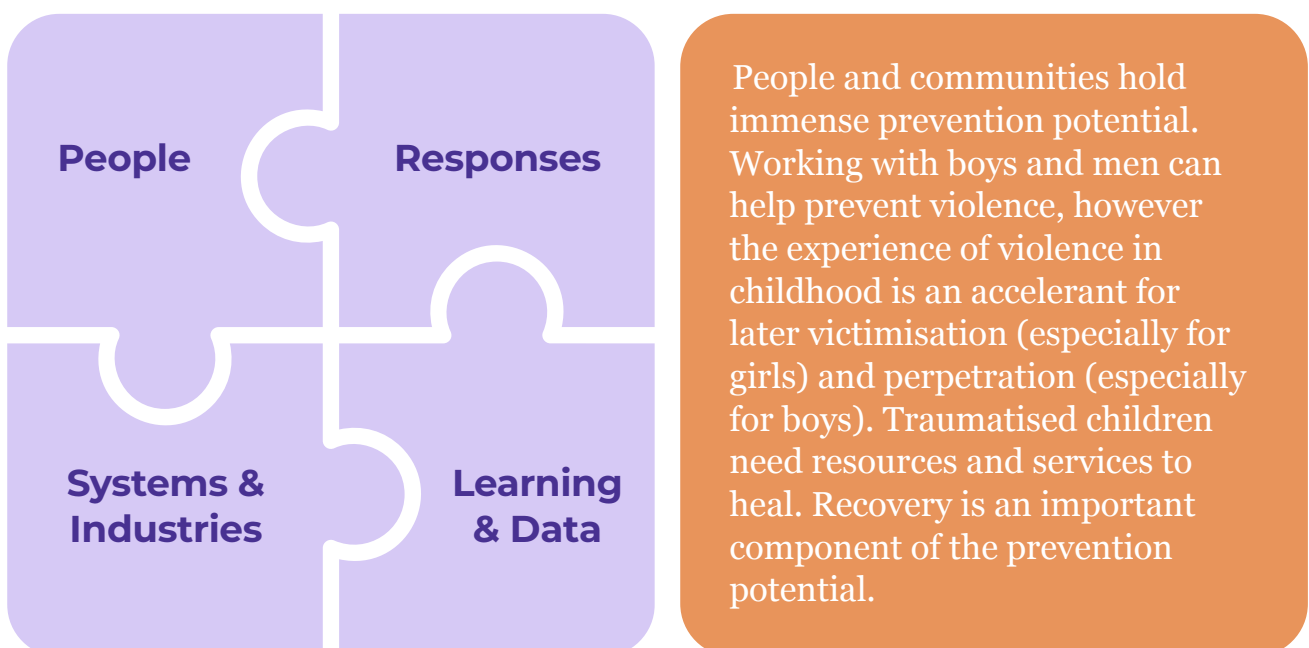 People
Responses
Systems &
Industries
Learning
& Data
People and communities hold
immense prevention potential.
Working with boys and men can
help prevent violence, however
the experience of violence in
childhood is an accelerant for
later victimisation (especially for
girls) and perpetration (especially
for boys). Traumatised children
need resources and services to
heal. Recovery is an important
component of the prevention
potential.